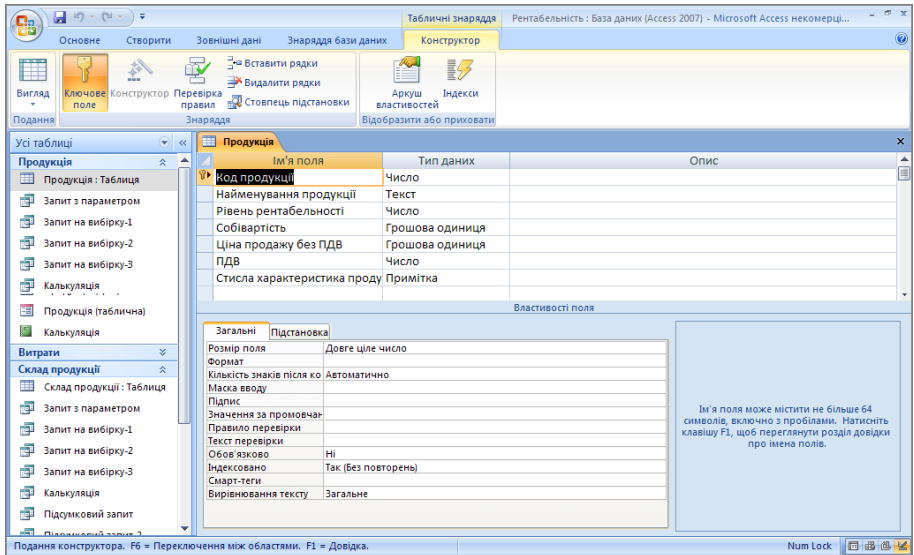 Табличні знаряддя
Рентабельність : База даних (Access 2007) - Microsoft Access некомерці...
Основне Створити Зовнішні дані Знаряддя бази даних Конструктор
Вигляд
Ключове поле
Конструктор
Перевірка правил
Вставити рядки
Видалити рядки
Стовпець підстановки
Аркуш властивостей
Індекси
Подання Знаряддя Відобразити або приховати
Усі таблиці
Продукція
Продукція : Таблиця
Запит з параметром
Запит на вибірку-1
Запит на вибірку-2
Запит на вибірку-3
Калькуляція
Продукція (таблична)
Калькуляція
Витрати
Склад продукції
Склад продукції : Таблиця
Запит з параметром
Запит на вибірку-1
Запит на вибірку-2
Запит на вибірку-3
Калькуляція
Підсумковий запит
Продукція
Ім'я поля Тип даних Опис
Код продукції Число
Найменування продукції Текст
Рівень рентабельності Число
Собівартість Грошова одиниця
Ціна продажу без ПДВ Грошова одиниця
ПДВ Число
Стисла характеристика проду Примітка
Властивості поля
Загальні Підстановка
Розмір поля Довге ціле число
Формат
Кількість знаків після ко Автоматично
Маска вводу
Підпис
Значення за промовчан
Правило перевірки
Текст перевірки
Обов'язково Ні
Індексовано Так (Без повторень)
Смарт-теги
Вирівнювання тексту Загальне
Ім'я поля може містити не більше 64
символів, включно з пробілами. Натисніть
клавішу F1, щоб переглянути розділ довідки
про імена полів.
Подання конструктора. F6 = Переключення між областями. F1 = Довідка.
Num Lock